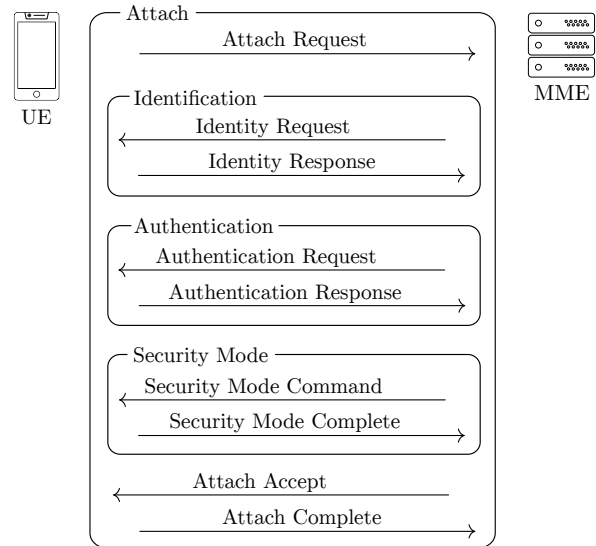 Attach
Attach Request
UE
MME
Identification
Identity Request
Identity Response
Authentication
Authentication Request
Authentication Response
Security Mode
Security Mode Command
Security Mode Complete
Attach Accept
Attach Complete